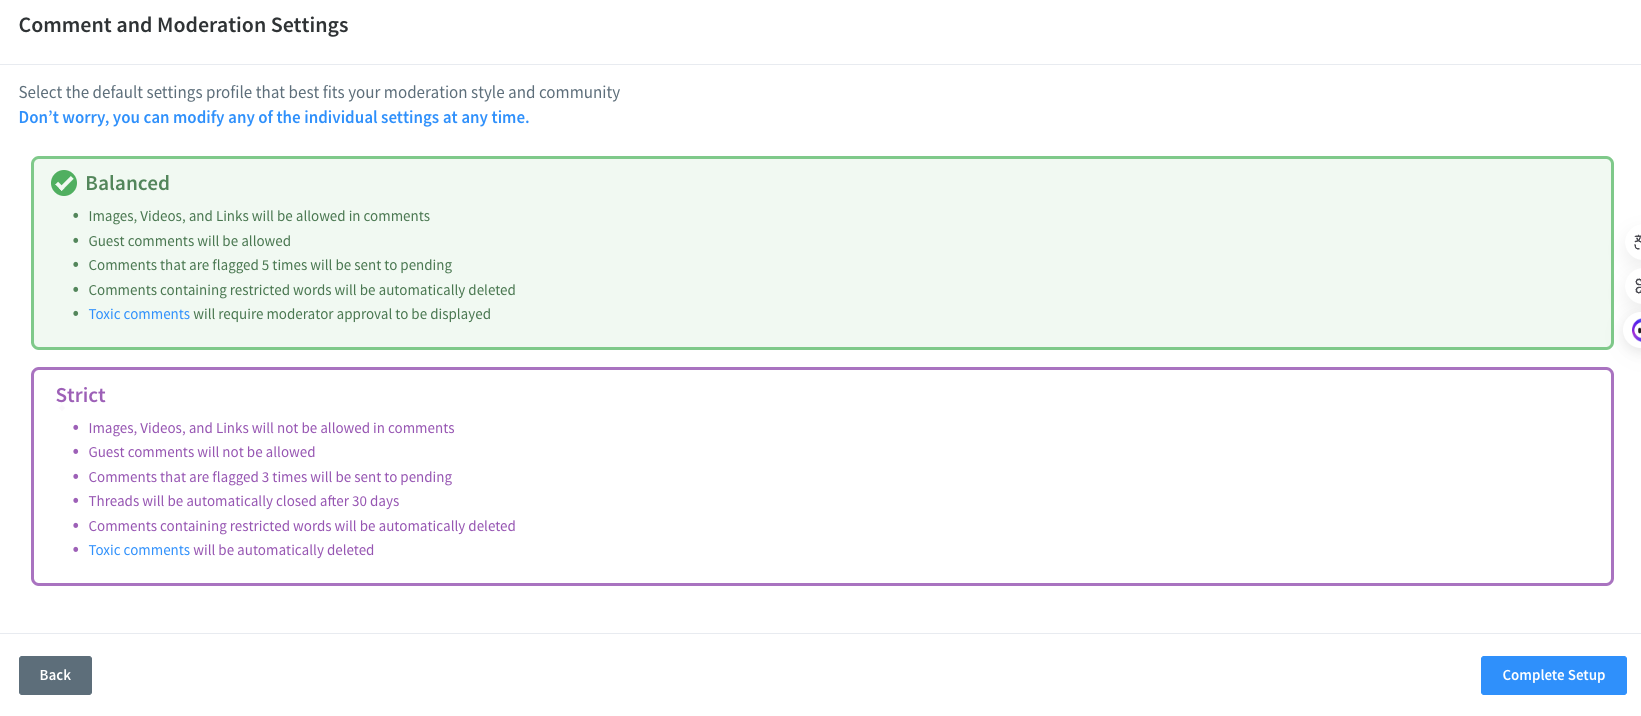 Comment and Moderation Settings
Select the default settings profile that best fits your moderation style and community
Don’t worry, you can modify any of the individual settings at any time.
Balanced
• Images, Videos, and Links will be allowed in comments
• Guest comments will be allowed
• Comments that are flagged 5 times will be sent to pending
• Comments containing restricted words will be automatically deleted
• Toxic comments will require moderator approval to be displayed
Strict
• Images, Videos, and Links will not be allowed in comments
• Guest comments will not be allowed
• Comments that are flagged 3 times will be sent to pending
• Threads will be automatically closed after 30 days
• Comments containing restricted words will be automatically deleted
• Toxic comments will be automatically deleted
Back
Complete Setup